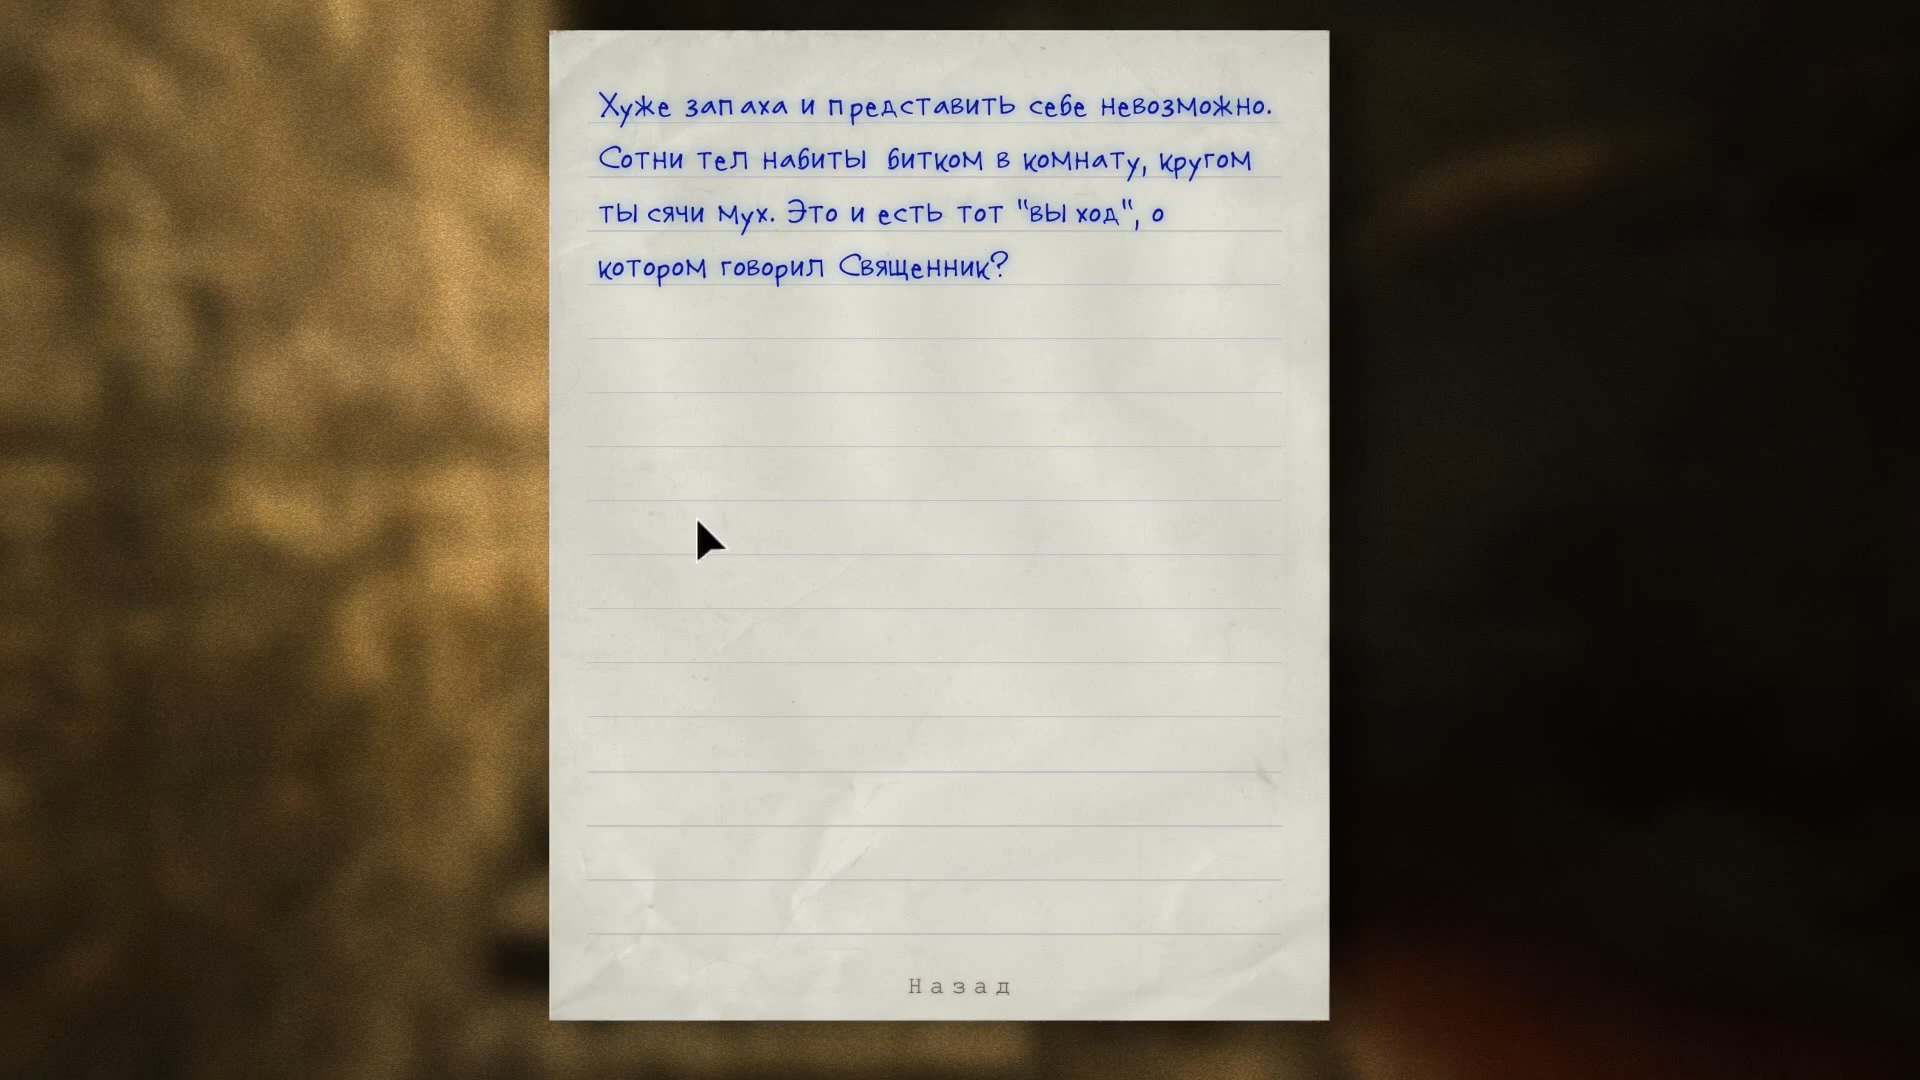 Хуже запаха и представить себе невозможно.
Сотни тел набиты битком в комнату, кругом
тысячи мух. Это и есть тот "выход", о
котором говорил Священник?
Назад